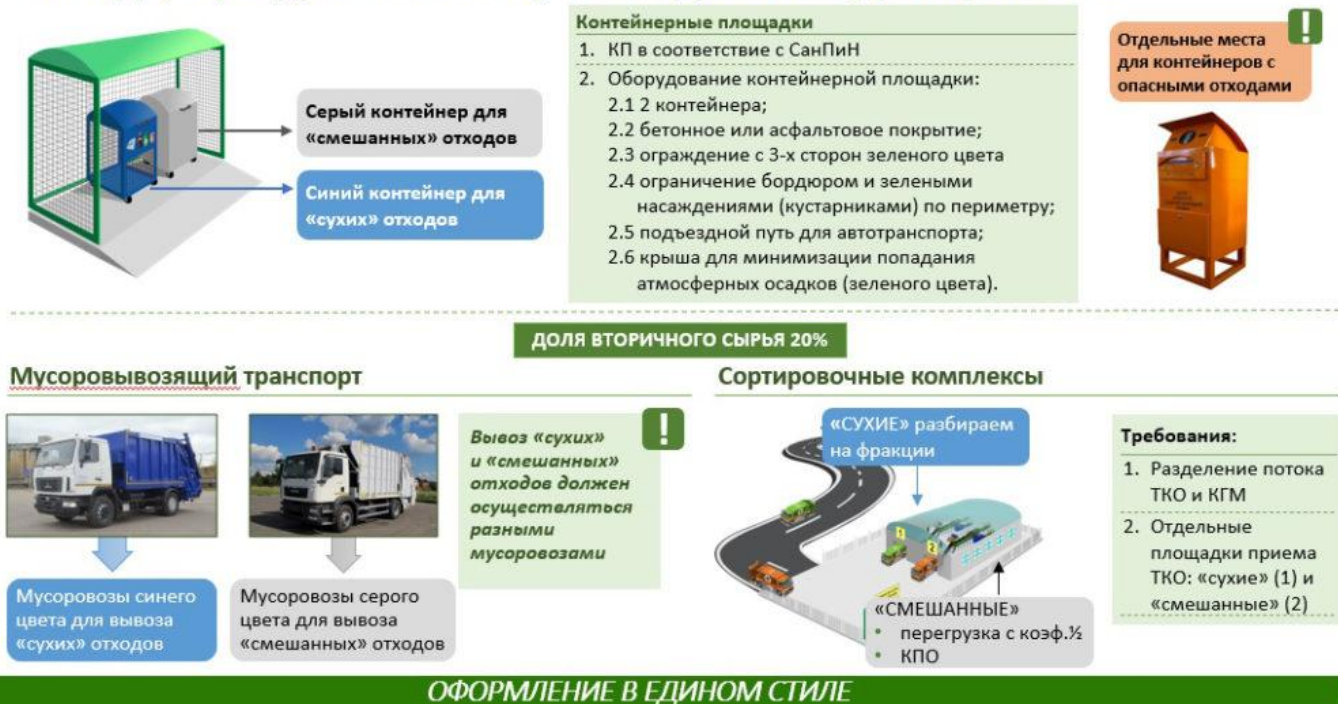 Серый контейнер для
«смешанных» отходов
Синий контейнер для
«сухих» отходов
Контейнерные площадки
1. КП в соответствие с СанПиН
2. Оборудование контейнерной площадки:
2.1 2 контейнера;
2.2 бетонное или асфальтовое покрытие;
2.3 ограждение с 3-х сторон зеленого цвета
2.4 ограничение бордюром и зелеными
насаждениями (кустарниками) по периметру;
2.5 подъездной путь для автотранспорта;
2.6 крыша для минимизации попадания
атмосферных осадков (зеленого цвета).
!
Отдельные места
для контейнеров с
опасными отходами
ДОЛЯ ВТОРИЧНОГО СЫРЬЯ 20%
Мусоровывозящий транспорт
Мусоровозы синего
цвета для вывоза
«сухих» отходов
Мусоровозы серого
цвета для вывоза
«смешанных» отходов
!
Вывоз «сухих»
и «смешанных»
отходов должен
осуществляться
разными
мусоровозами
Сортировочные комплексы
«СУХИЕ» разбираем
на фракции
1
2
«СМЕШАННЫЕ»
• перегрузка с коэф.½
• КПО
Требования:
1. Разделение потока
ТКО и КГМ
2. Отдельные
площадки приема
ТКО: «сухие» (1) и
«смешанные» (2)
ОФОРМЛЕНИЕ В ЕДИНОМ СТИЛЕ